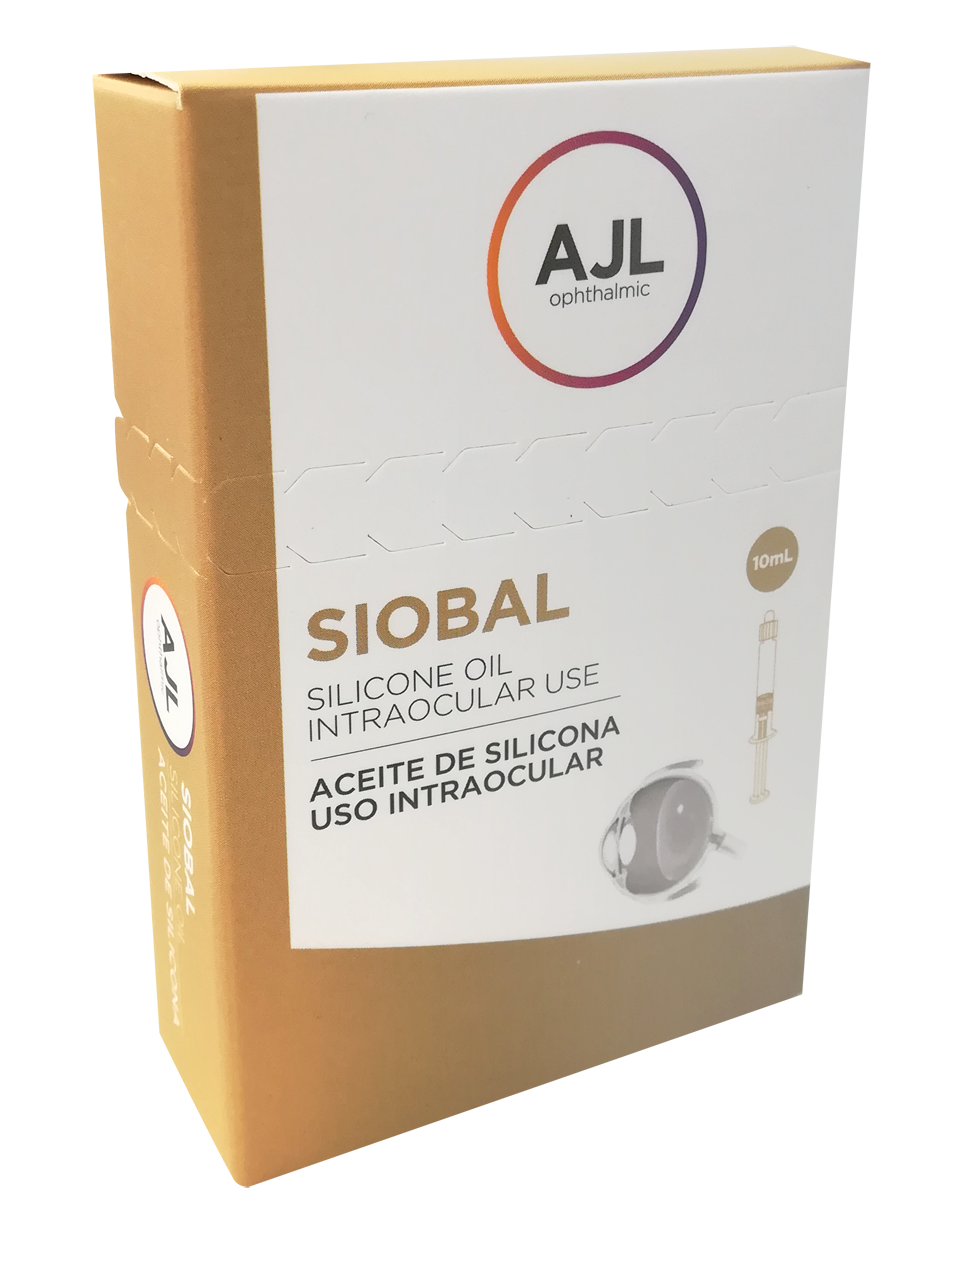 AJL
ophthalmic
10mL
SIOBAL
SILICONE OIL
INTRAOCULAR USE
ACEITE DE SILICONA
USO INTRAOCULAR
AJL
ophthalmic
SIOBAL
SILICONE OIL
ACEITE DE SILICONA